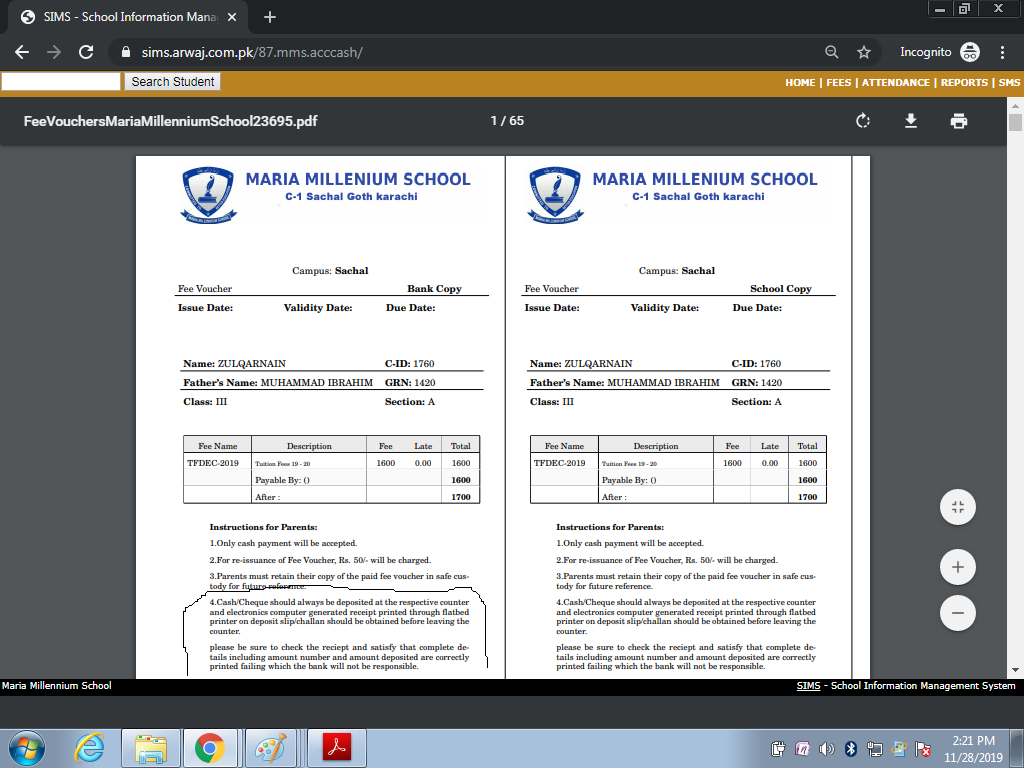 SIMS - School Information Mana
sims.arwaj.com.pk/87.mms.acccash/
Incognito
Search Student
HOME | FEES | ATTENDANCE | REPORTS | SMS
FeeVouchersMariaMillenniumSchool23695.pdf
1 / 65
MARIA MILLENIUM SCHOOL
C-1 Sachal Goth karachi
Campus: Sachal
Fee Voucher Bank Copy
Issue Date: Validity Date: Due Date:
Name: ZULQARNAIN C-ID: 1760
Father's Name: MUHAMMAD IBRAHIM GRN: 1420
Class: III Section: A
Fee Name Description Fee Late Total
TFDEC-2019 Tuition Fees 19 - 20 1600 0.00 1600
Payable By: () 1600
After : 1700
Instructions for Parents:
1.Only cash payment will be accepted.
2.For re-issuance of Fee Voucher, Rs. 50/- will be charged.
3.Parents must retain their copy of the paid fee voucher in safe cus-
tody for future reference.
4.Cash/Cheque should always be deposited at the respective counter
and electronics computer generated receipt printed through flatbed
printer on deposit slip/challan should be obtained before leaving the
counter.
please be sure to check the reciept and satisfy that complete de-
tails including amount number and amount deposited are correctly
printed failing which the bank will not be responsible.
MARIA MILLENIUM SCHOOL
C-1 Sachal Goth karachi
Campus: Sachal
Fee Voucher School Copy
Issue Date: Validity Date: Due Date:
Name: ZULQARNAIN C-ID: 1760
Father's Name: MUHAMMAD IBRAHIM GRN: 1420
Class: III Section: A
Fee Name Description Fee Late Total
TFDEC-2019 Tuition Fees 19 - 20 1600 0.00 1600
Payable By: () 1600
After : 1700
Instructions for Parents:
1.Only cash payment will be accepted.
2.For re-issuance of Fee Voucher, Rs. 50/- will be charged.
3.Parents must retain their copy of the paid fee voucher in safe cus-
tody for future reference.
4.Cash/Cheque should always be deposited at the respective counter
and electronics computer generated receipt printed through flatbed
printer on deposit slip/challan should be obtained before leaving the
counter.
please be sure to check the reciept and satisfy that complete de-
tails including amount number and amount deposited are correctly
printed failing which the bank will not be responsible.
Maria Millennium School
SIMS - School Information Management System
2:21 PM
11/28/2019